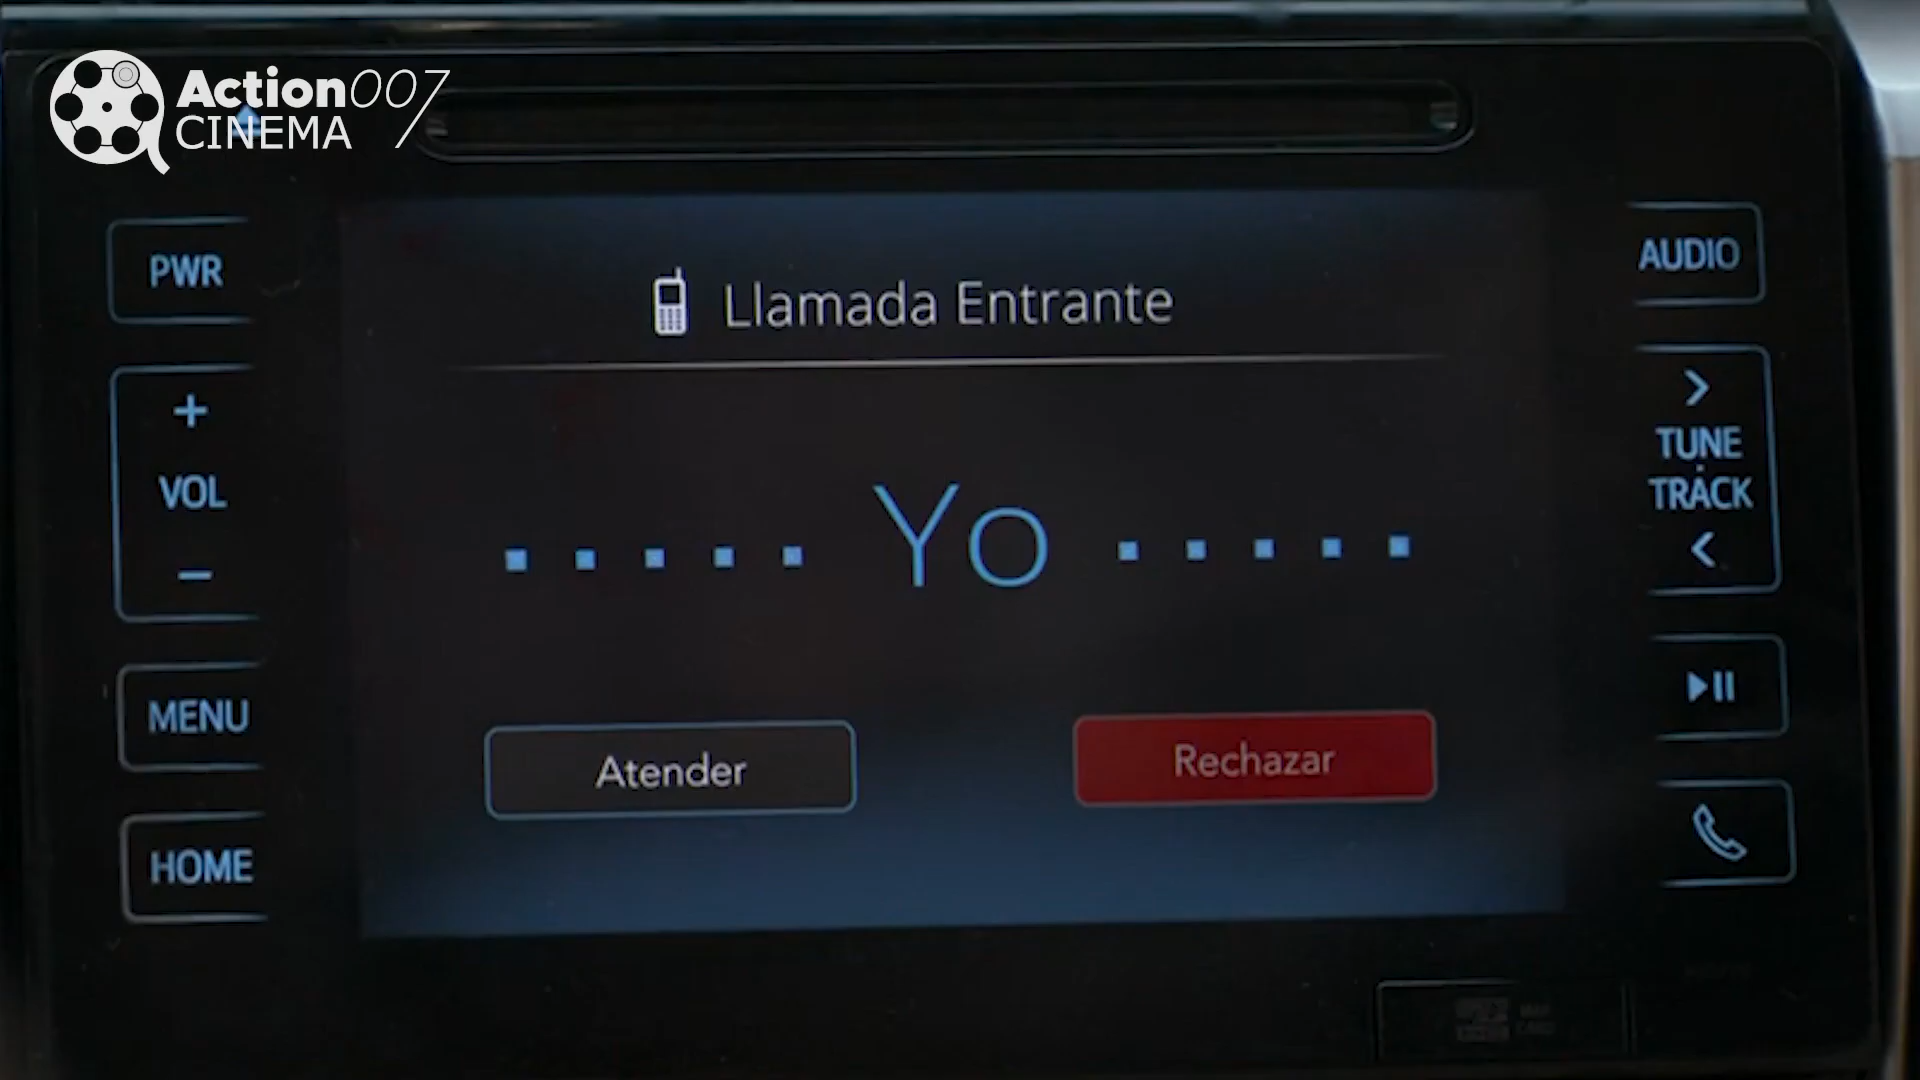 Action007
CINEMA
PWR
AUDIO
Llamada Entrante
+
VOL
−
>
TUNE
·
TRACK
<
Yo
MENU
Atender
Rechazar
HOME